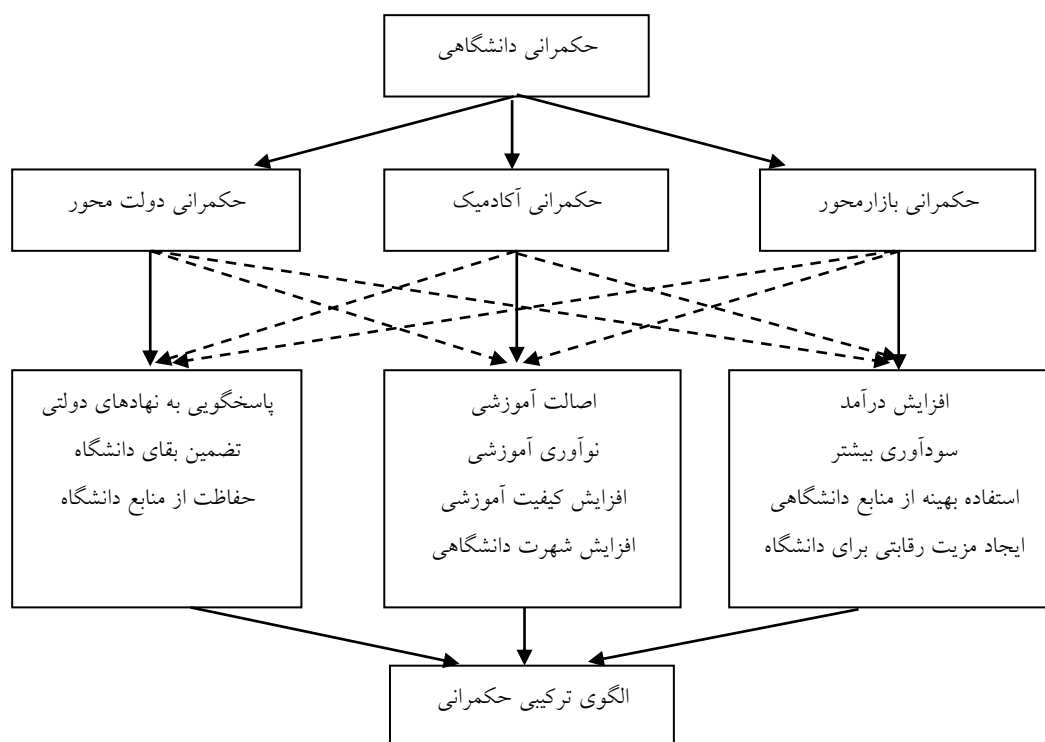 حکمرانی دانشگاهی
حکمرانی بازارمحور
حکمرانی آکادمیک
حکمرانی دولت محور
افزایش درآمد
سودآوری بیشتر
استفاده بهینه از منابع دانشگاهی
ایجاد مزیت رقابتی برای دانشگاه
اصالت آموزشی
نوآوری آموزشی
افزایش کیفیت آموزشی
افزایش شهرت دانشگاهی
پاسخگویی به نهادهای دولتی
تضمین بقای دانشگاه
حفاظت از منابع دانشگاه
الگوی ترکیبی حکمرانی